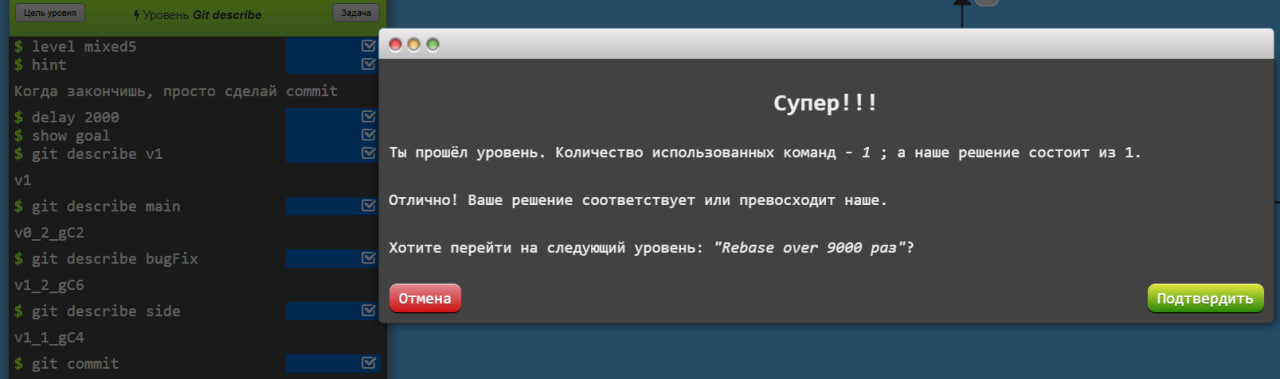 Цель уровня
Уровень Git describe
Задача
$ level mixed5
$ hint
Когда закончишь, просто сделай commit
$ delay 2000
$ show goal
$ git describe v1
v1
$ git describe main
v0_2_gC2
$ git describe bugFix
v1_2_gC6
$ git describe side
v1_1_gC4
$ git commit
Супер!!!
Ты прошёл уровень. Количество использованных команд - 1 ; а наше решение состоит из 1.
Отлично! Ваше решение соответствует или превосходит наше.
Хотите перейти на следующий уровень: "Rebase over 9000 раз"?
Отмена
Подтвердить